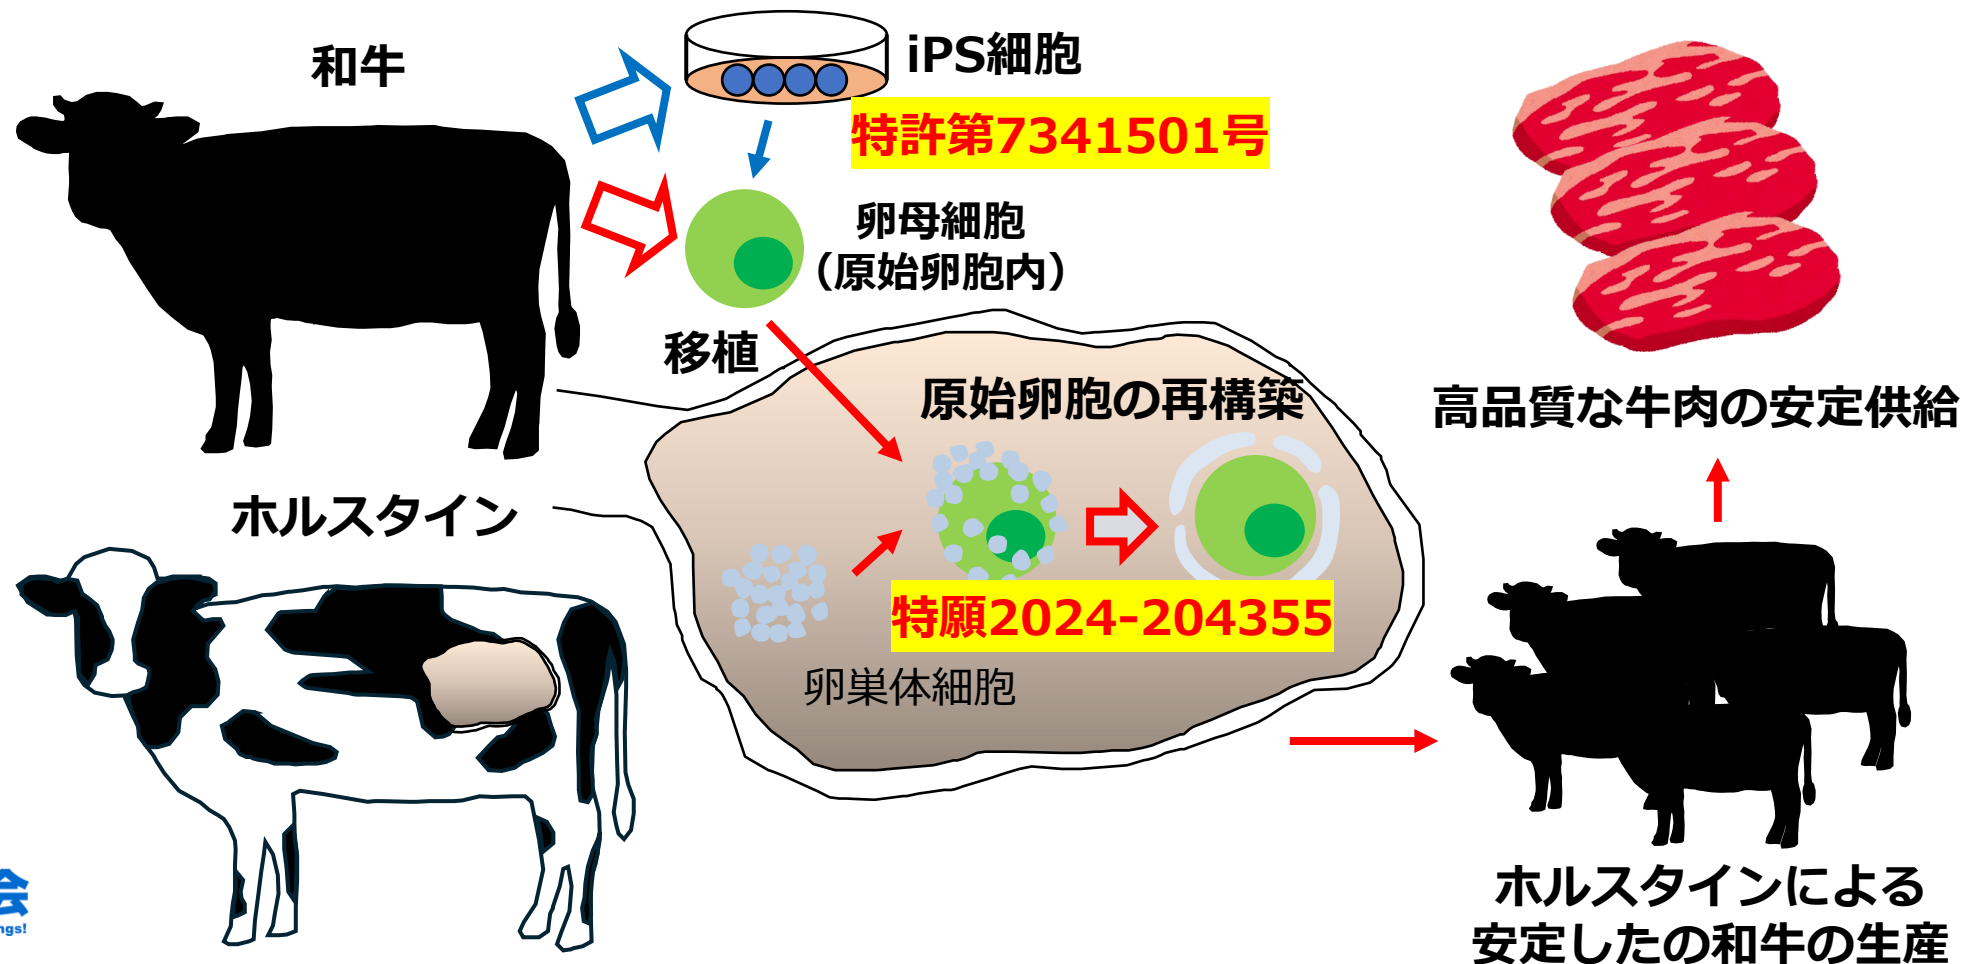 和牛
iPS細胞
特許第7341501号
卵母細胞
（原始卵胞内）
移植
原始卵胞の再構築
高品質な牛肉の安定供給
ホルスタイン
特願2024-204355
卵巣体細胞
ホルスタインによる
安定したの和牛の生産
会
ngs!